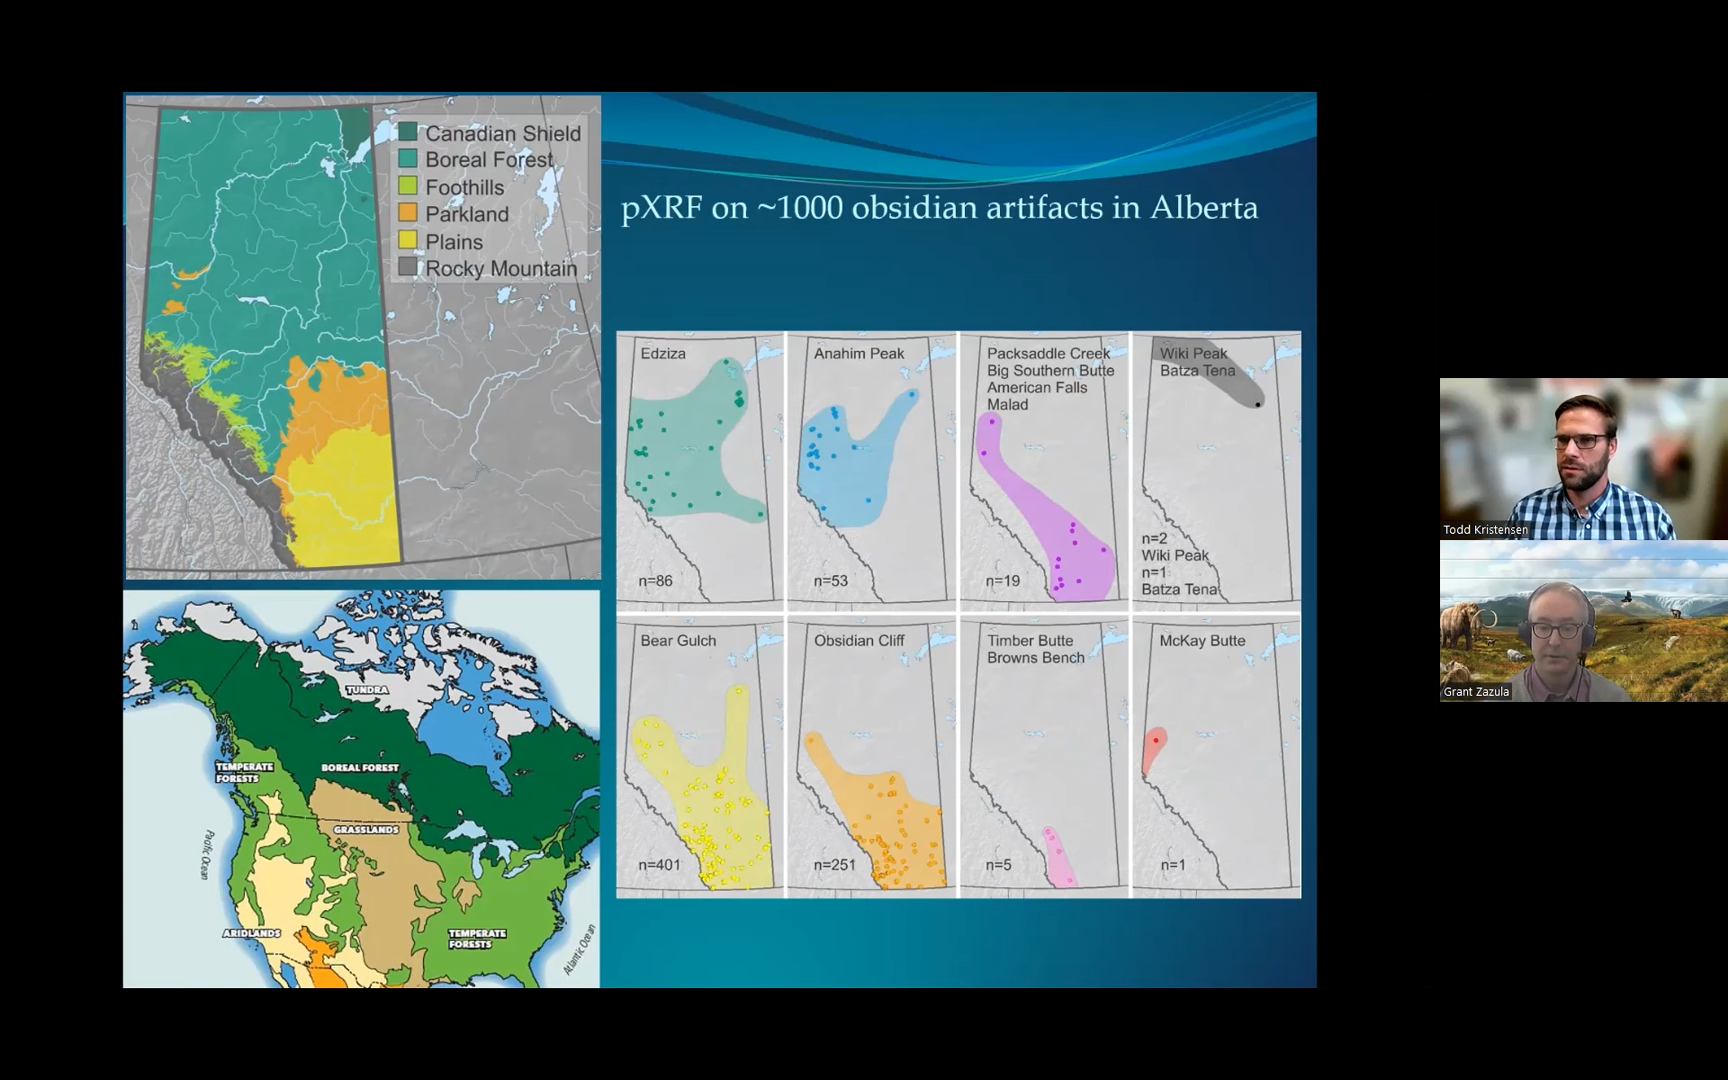 Canadian Shield
Boreal Forest
Foothills
Parkland
Plains
Rocky Mountain
pXRF on ~1000 obsidian artifacts in Alberta
Edziza
n=86
Anahim Peak
n=53
Packsaddle Creek
Big Southern Butte
American Falls
Malad
n=19
Wiki Peak
Batza Tena
n=2
Wiki Peak
n=1
Batza Tena
Bear Gulch
n=401
Obsidian Cliff
n=251
Timber Butte
Browns Bench
n=5
McKay Butte
n=1
TUNDRA
TEMPERATE
FORESTS
BOREAL FOREST
GRASSLANDS
Pacific Ocean
ARIDLANDS
TEMPERATE
FORESTS
Atlantic Ocean
Todd Kristensen
Grant Zazula